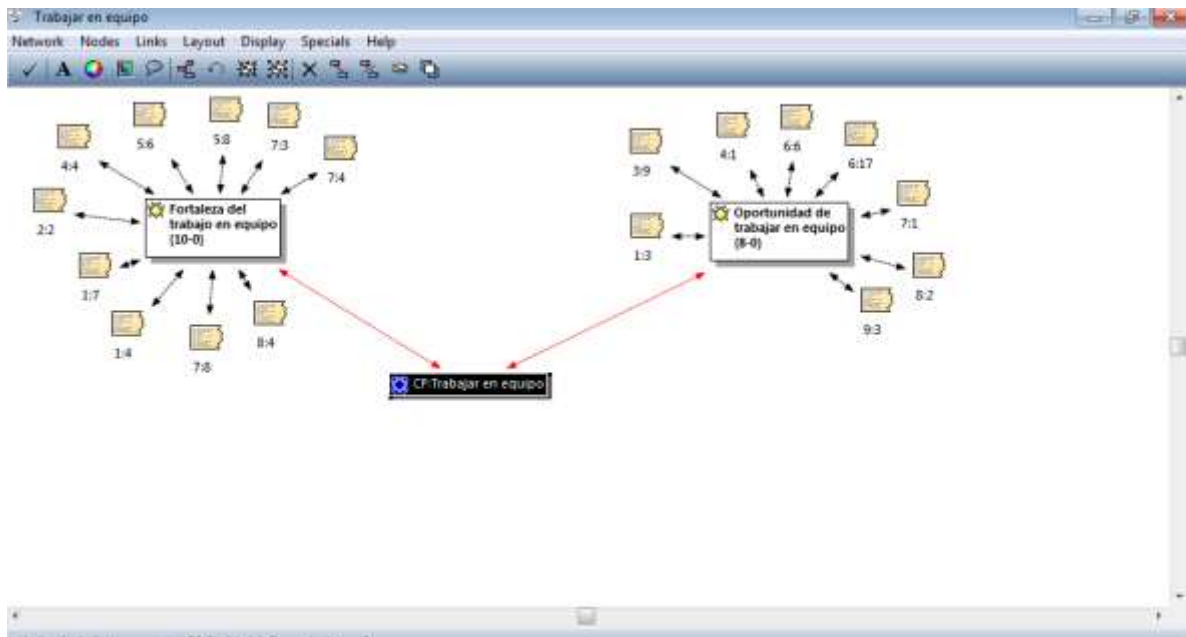 Trabajar en equipo
Network Nodes Links Layout Display Specials Help
5:6
5:8
7:3
4:4
7:4
2:2
Fortaleza del
trabajo en equipo
(10-0)
1:4
7:8
8:4
3:9
4:1
6:6
6:17
1:3
Oportunidad de
trabajar en equipo
(8-0)
7:1
8:2
9:3
CF:Trabajar en equipo